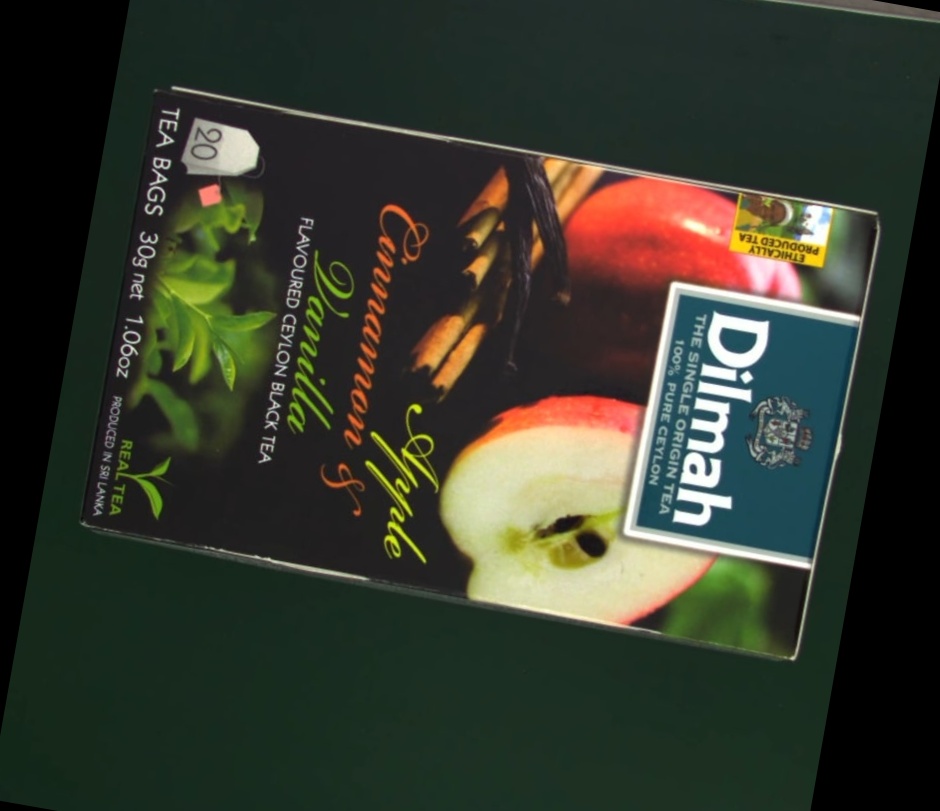 ETHICALLY
PRODUCED TEA
Dilmah
THE SINGLE ORIGIN TEA
100% PURE CEYLON
Apple
Cinnamon &
Vanilla
FLAVOURED CEYLON BLACK TEA
20
TEA BAGS 30g net 1.06oz
REAL TEA
PRODUCED IN SRI LANKA